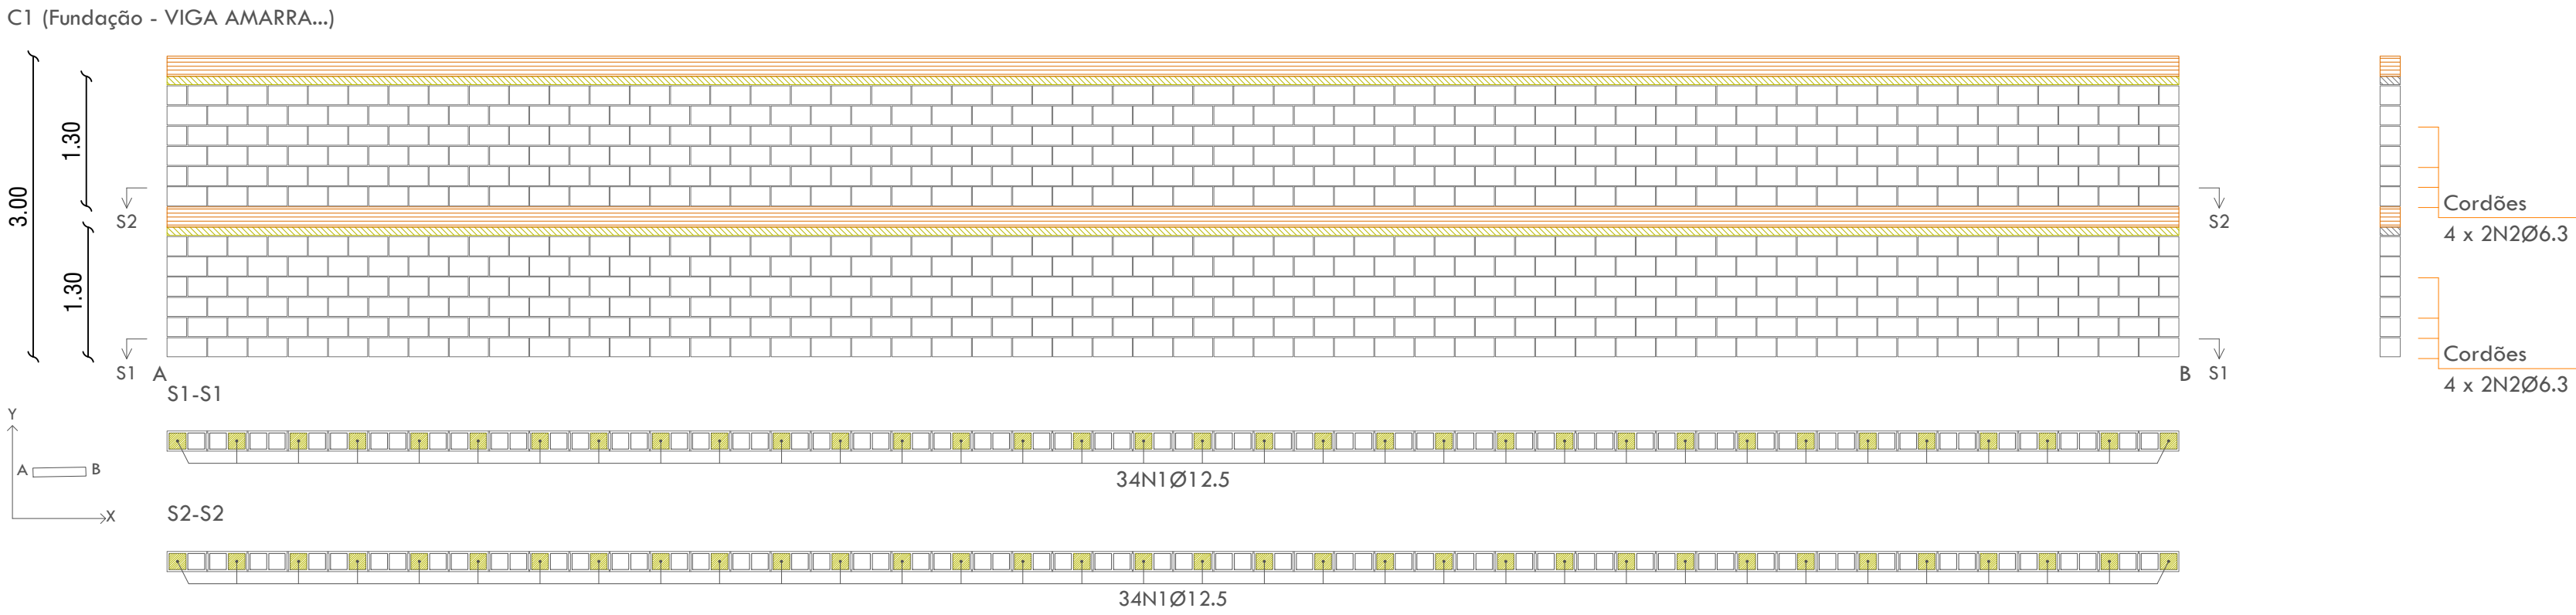 C1 (Fundação - VIGA AMARRA...)
3.00
1.30
1.30
S2
S2
Cordões
4 x 2N2Ø6.3
Cordões
4 x 2N2Ø6.3
S1
A
B
S1
S1-S1
Y
A
B
X
34N1Ø12.5
S2-S2
34N1Ø12.5